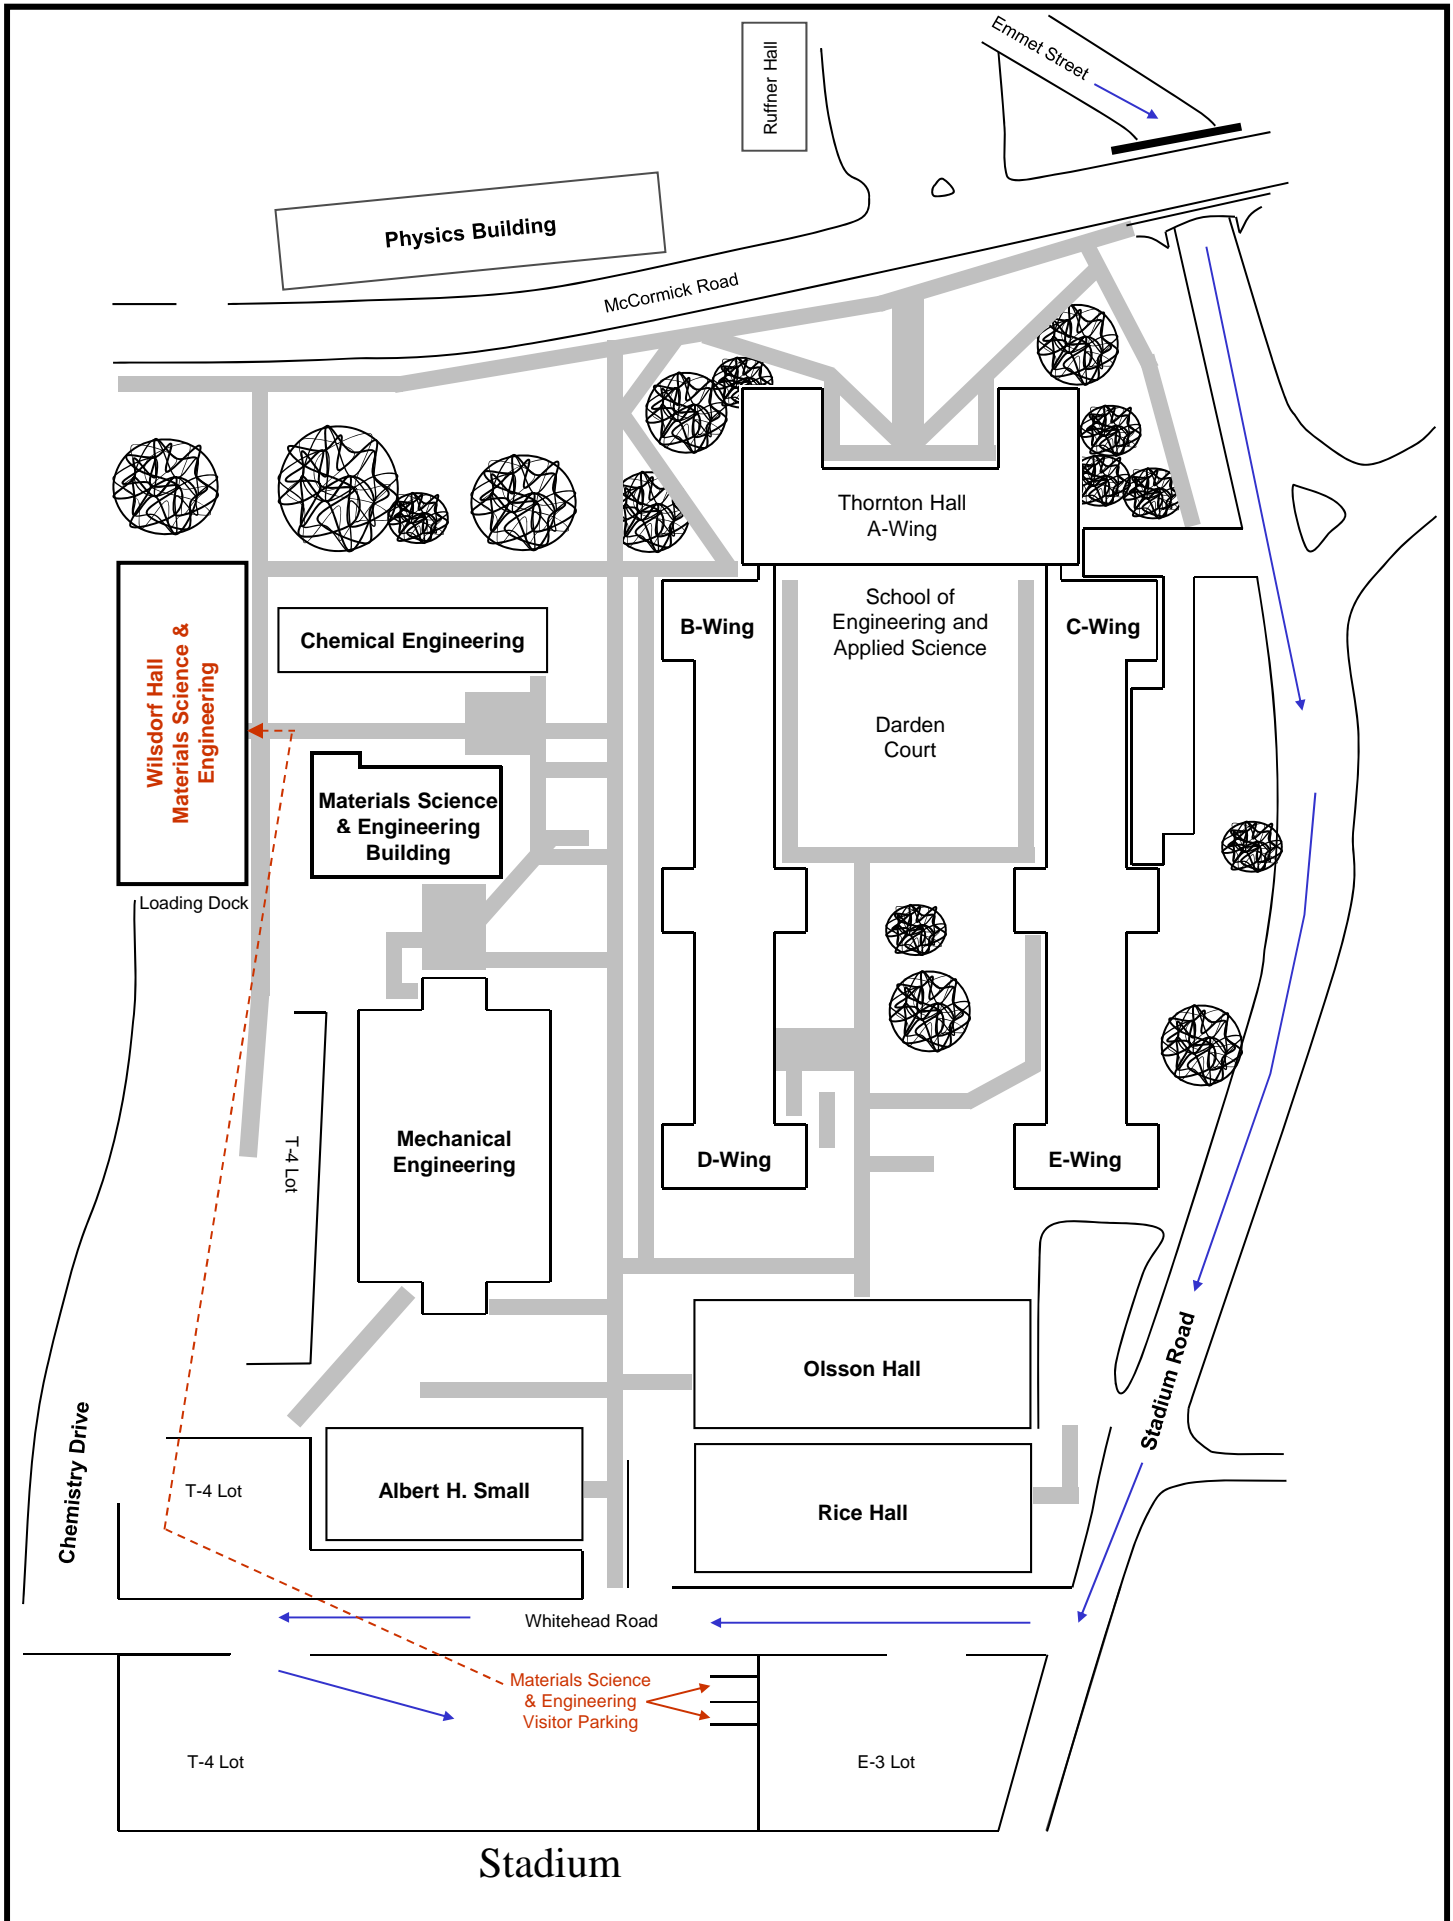 Emmet Street
Ruffner Hall
Physics Building
McCormick Road
Thornton Hall
A-Wing
School of
Engineering and
Applied Science
Darden
Court
B-Wing
C-Wing
Chemical Engineering
Wilsdorf Hall
Materials Science &
Engineering
Materials Science
& Engineering
Building
Loading Dock
Mechanical
Engineering
T-4 Lot
D-Wing
E-Wing
Olsson Hall
Stadium Road
Chemistry Drive
T-4 Lot
Albert H. Small
Rice Hall
Whitehead Road
Materials Science
& Engineering
Visitor Parking
T-4 Lot
E-3 Lot
Stadium